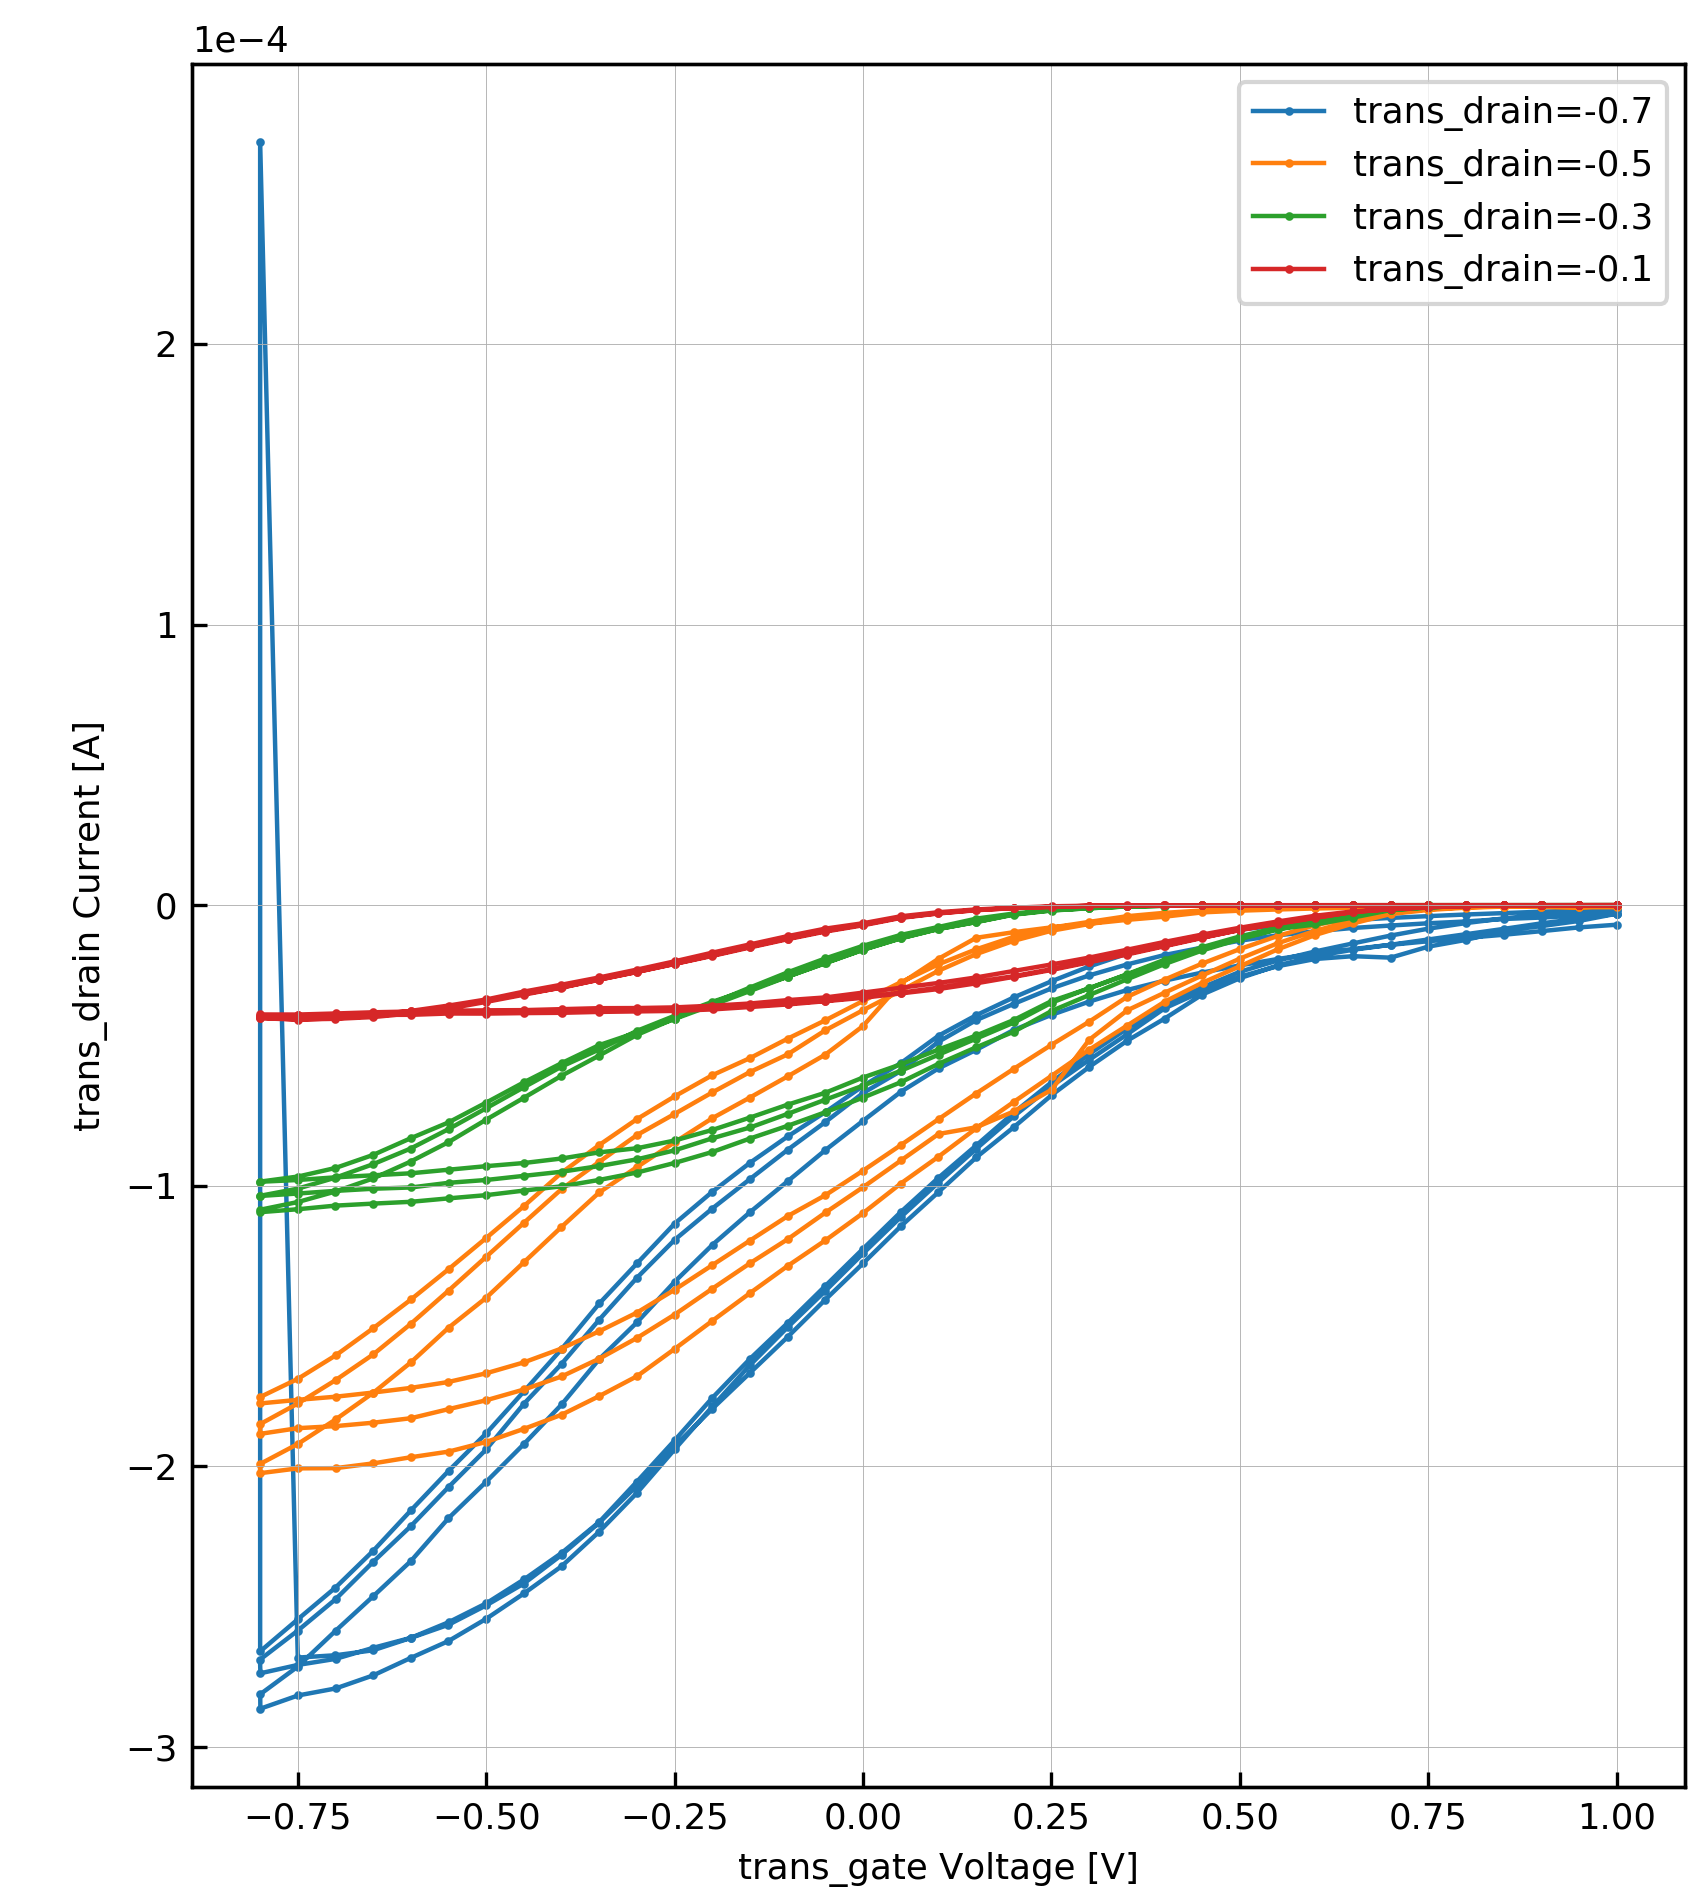 1e−4
trans_drain=-0.7
trans_drain=-0.5
trans_drain=-0.3
trans_drain=-0.1
2
1
0
−1
−2
−3
trans_drain Current [A]
−0.75 −0.50 −0.25 0.00 0.25 0.50 0.75 1.00
trans_gate Voltage [V]